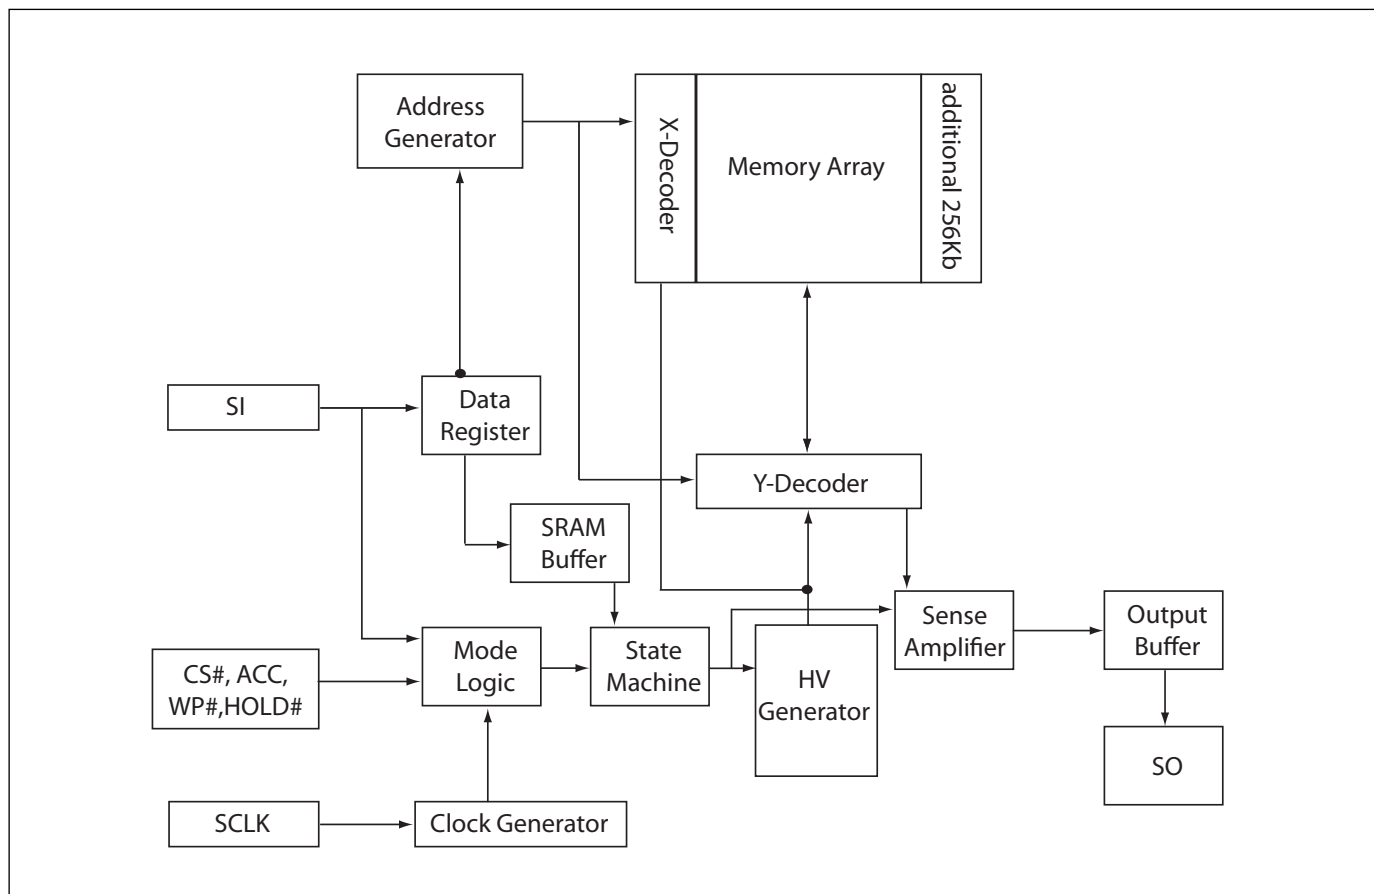 Address
Generator
X-Decoder
Memory Array
additional 256Kb
SI
Data
Register
Y-Decoder
SRAM
Buffer
CS#, ACC,
WP#,HOLD#
Mode
Logic
State
Machine
HV
Generator
Sense
Amplifier
Output
Buffer
SO
SCLK
Clock Generator